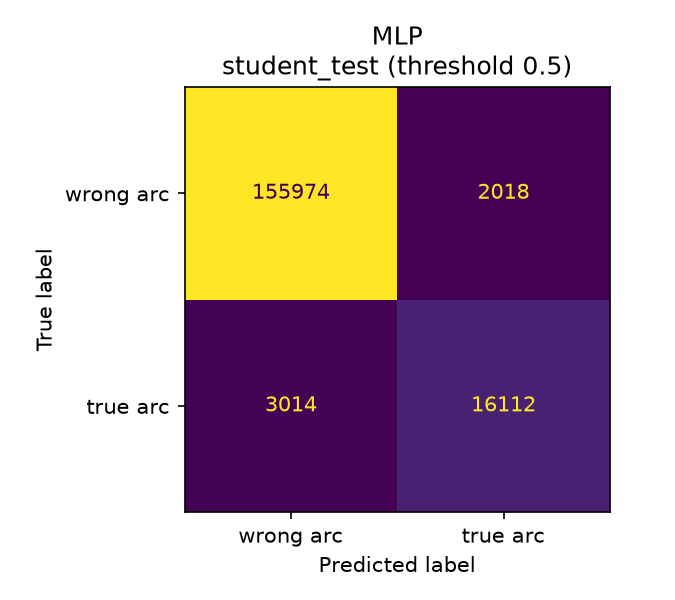 MLP
student_test (threshold 0.5)
wrong arc
155974
2018
True label
true arc
3014
16112
wrong arc
true arc
Predicted label